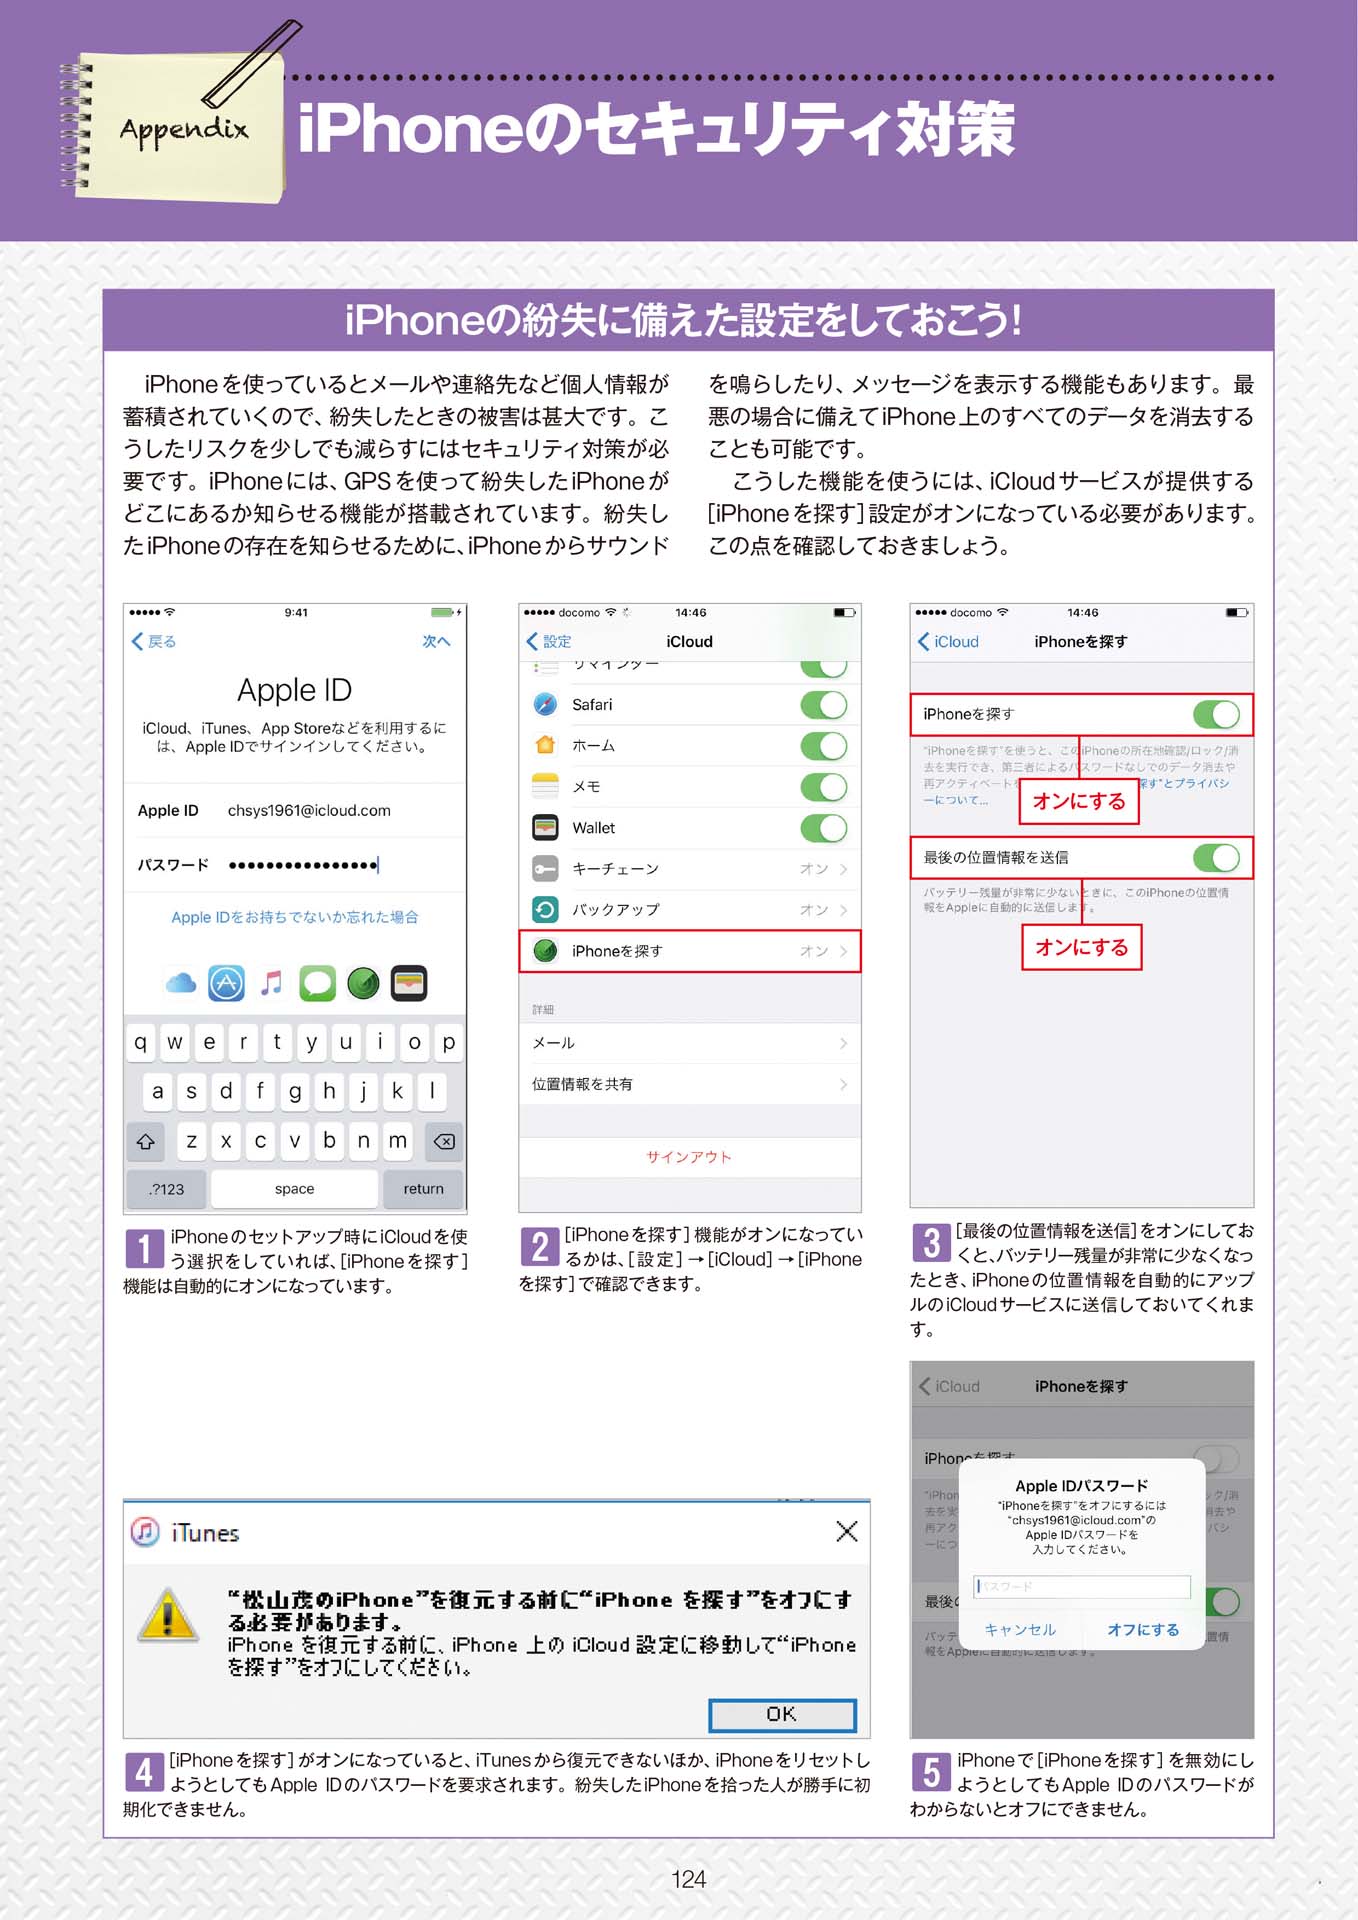 Appendix
iPhoneのセキュリティ対策
iPhoneの紛失に備えた設定をしておこう!
iPhoneを使っているとメールや連絡先など個人情報が
蓄積されていくので、紛失したときの被害は甚大です。こ
うしたリスクを少しでも減らすにはセキュリティ対策が必
要です。iPhoneには、GPSを使って紛失したiPhoneが
どこにあるか知らせる機能が搭載されています。紛失し
たiPhoneの存在を知らせるために、iPhoneからサウンド
を鳴らしたり、メッセージを表示する機能もあります。最
悪の場合に備えてiPhone上のすべてのデータを消去する
ことも可能です。
こうした機能を使うには、iCloudサービスが提供する
[iPhoneを探す]設定がオンになっている必要があります。
この点を確認しておきましょう。
9:41
戻る
次へ
Apple ID
iCloud、iTunes、App Storeなどを利用するに
は、Apple IDでサインインしてください。
Apple ID chsys1961@icloud.com
パスワード ••••••••••••••••
Apple IDをお持ちでないか忘れた場合
q w e r t y u i o p
a s d f g h j k l
z x c v b n m
.?123 space return
1 iPhoneのセットアップ時にiCloudを使
う選択をしていれば、[iPhoneを探す]
機能は自動的にオンになっています。
docomo 14:46
設定 iCloud
リマインダー
Safari
ホーム
メモ
Wallet
キーチェーン オン
バックアップ オン
iPhoneを探す オン
詳細
メール
位置情報を共有
サインアウト
2 [iPhoneを探す]機能がオンになってい
るかは、[設定]→[iCloud]→[iPhone
を探す]で確認できます。
docomo 14:46
iCloud iPhoneを探す
iPhoneを探す
"iPhoneを探す"を使うと、このiPhoneの所在地確認/ロック/消
去を実行でき、第三者によるパスワードなしでのデータ消去や
再アクティベートを 探す"とプライバシ
ーについて...
オンにする
最後の位置情報を送信
バッテリー残量が非常に少ないときに、このiPhoneの位置情
報をAppleに自動的に送信します。
オンにする
3 [最後の位置情報を送信]をオンにしてお
くと、バッテリー残量が非常に少なくなっ
たとき、iPhoneの位置情報を自動的にアップ
ルのiCloudサービスに送信しておいてくれま
す。
iTunes
"松山茂のiPhone"を復元する前に"iPhone を探す"をオフにす
る必要があります。
iPhone を復元する前に、iPhone 上の iCloud 設定に移動して"iPhone
を探す"をオフにしてください。
OK
4 [iPhoneを探す]がオンになっていると、iTunesから復元できないほか、iPhoneをリセットし
ようとしてもApple IDのパスワードを要求されます。紛失したiPhoneを拾った人が勝手に初
期化できません。
iCloud iPhoneを探す
iPhoneを探す
"iPhon ック/消
去を実 消去や
再アク バシ
ーにつ
Apple IDパスワード
"iPhoneを探す"をオフにするには
"chsys1961@icloud.com"の
Apple IDパスワードを
入力してください。
パスワード
キャンセル オフにする
最後
バッテ 置情
報をAppleに自動的に送信します。
5 iPhoneで[iPhoneを探す]を無効にし
ようとしてもApple IDのパスワードが
わからないとオフにできません。
124